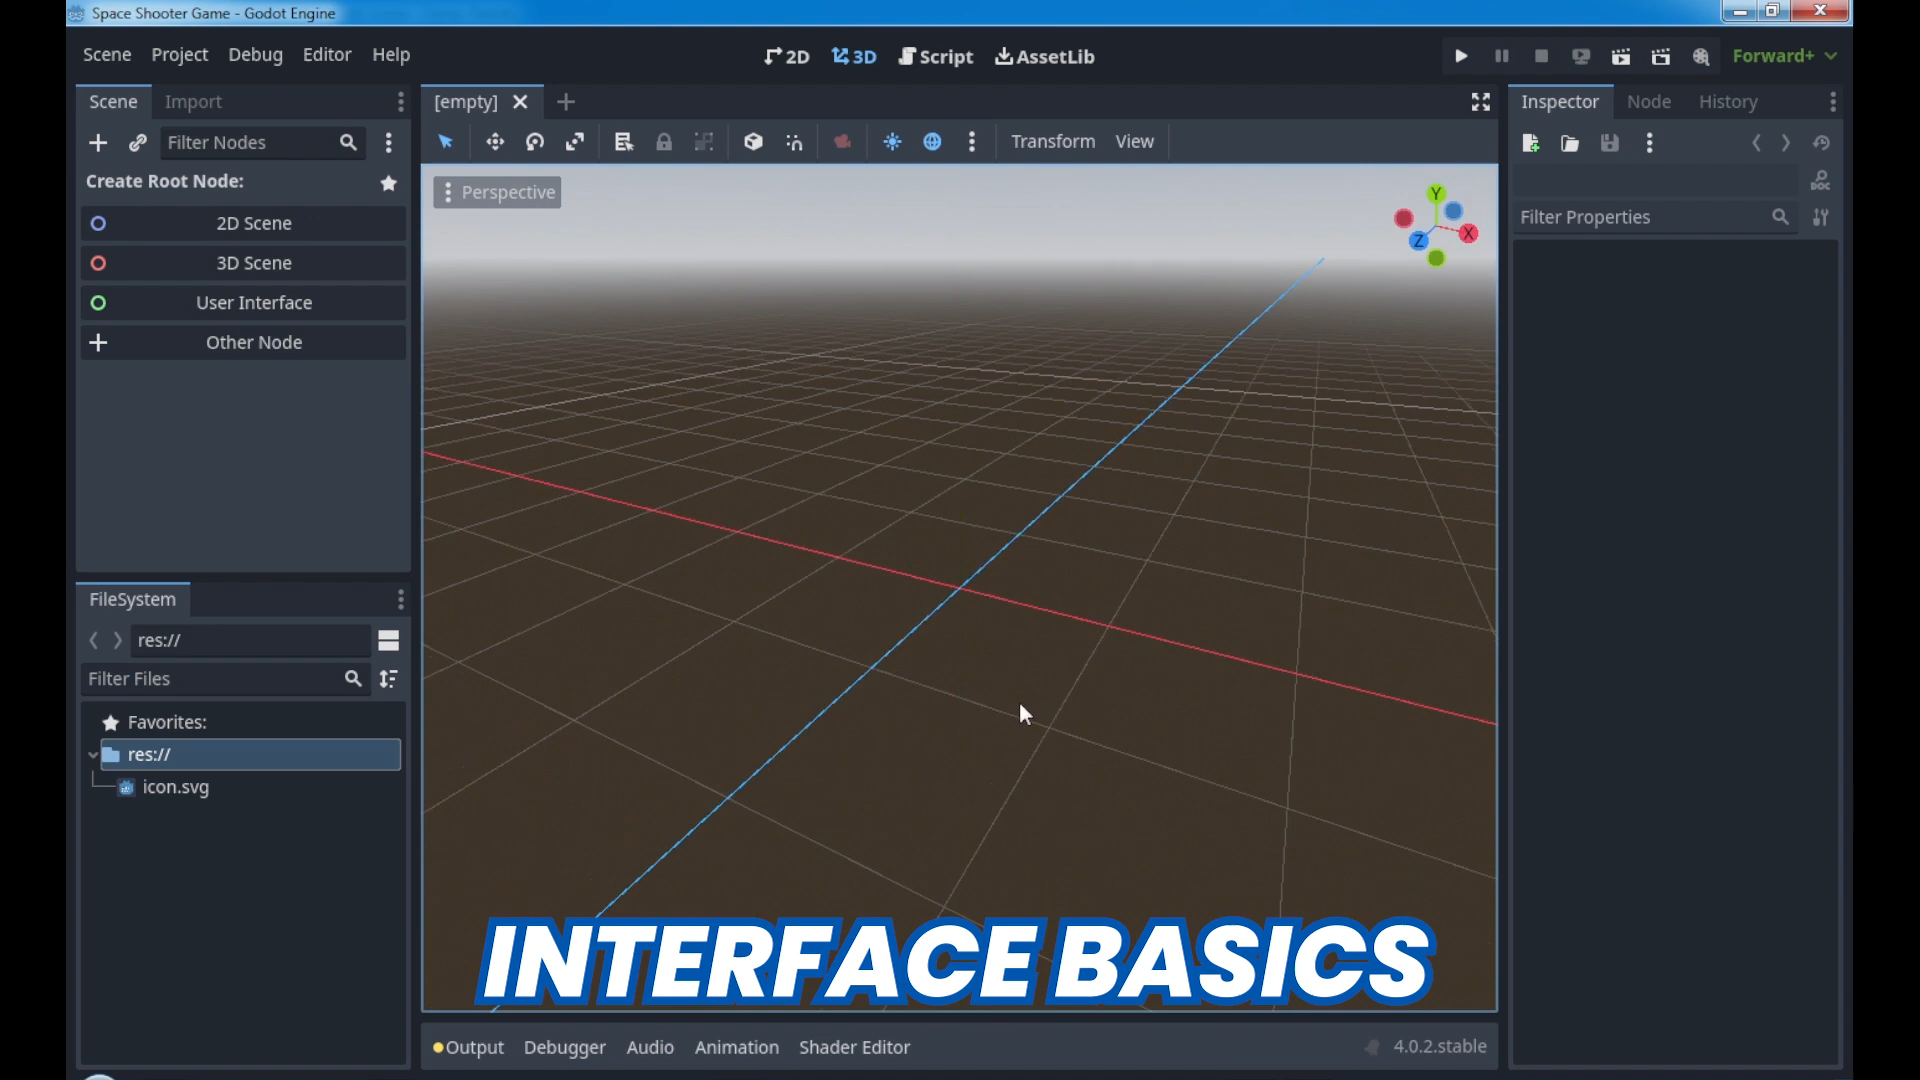 Space Shooter Game - Godot Engine
Scene Project Debug Editor Help
2D 3D Script AssetLib
Forward+
Scene Import
[empty]
Inspector Node History
Filter Nodes
Transform View
Create Root Node:
Perspective
Y
X
Z
DOC
Filter Properties
2D Scene
3D Scene
User Interface
Other Node
FileSystem
res://
Filter Files
Favorites:
res://
icon.svg
INTERFACE BASICS
Output Debugger Audio Animation Shader Editor
4.0.2.stable